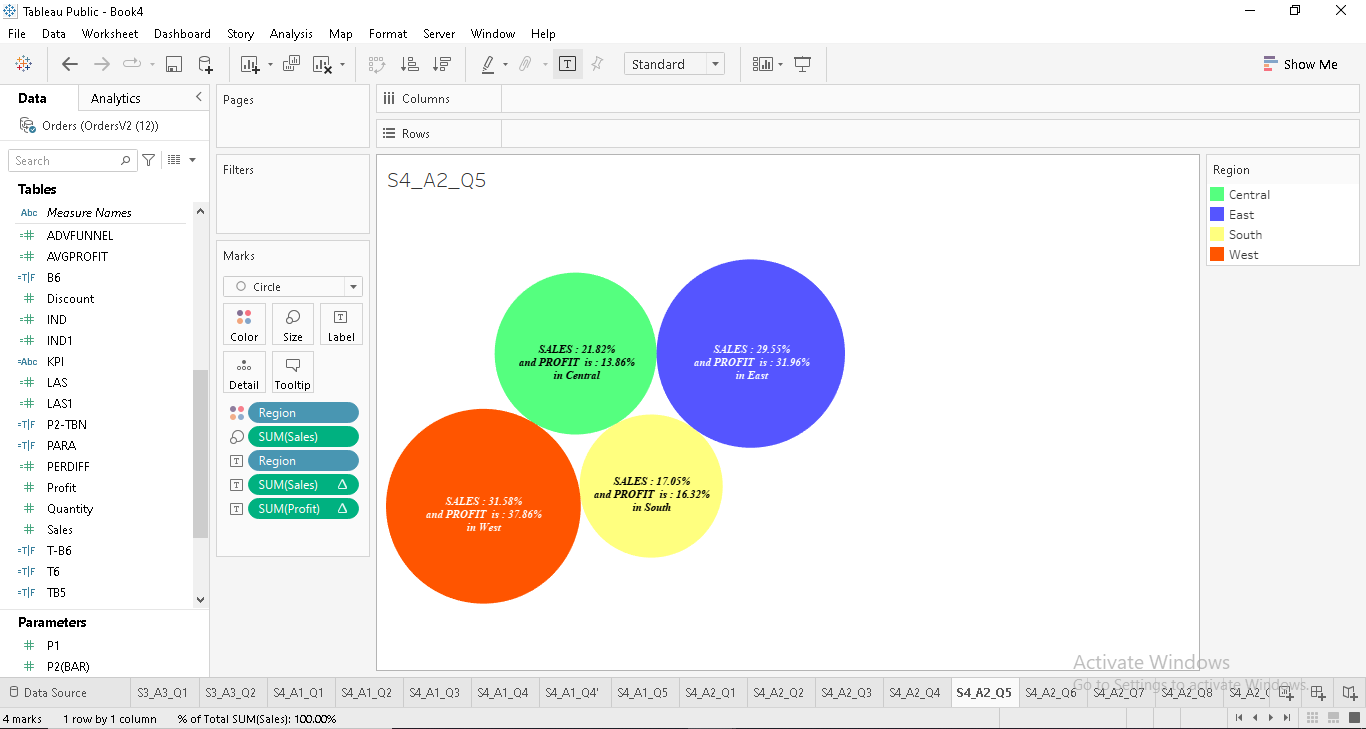 Tableau Public - Book4
File Data Worksheet Dashboard Story Analysis Map Format Server Window Help
Standard
Show Me
Data Analytics
Orders (OrdersV2 (12))
Search
Tables
Abc Measure Names
ADVFUNNEL
AVGPROFIT
=T|F B6
Discount
IND
IND1
=Abc KPI
LAS
LAS1
=T|F P2-TBN
=T|F PARA
PERDIFF
Profit
Quantity
Sales
=T|F T-B6
=T|F T6
=T|F TB5
Parameters
P1
P2(BAR)
Pages
Filters
Marks
Circle
Color Size Label
Detail Tooltip
Region
SUM(Sales) 
Region
SUM(Sales) Δ
SUM(Profit) Δ
Columns
Rows
S4_A2_Q5
SALES : 21.82%
and PROFIT is : 13.86%
in Central
SALES : 29.55%
and PROFIT is : 31.96%
in East
SALES : 31.58%
and PROFIT is : 37.86%
in West
SALES : 17.05%
and PROFIT is : 16.32%
in South
Region
Central
East
South
West
Activate Windows
Go to Settings to activate Windows.
Data Source S3_A3_Q1 S3_A3_Q2 S4_A1_Q1 S4_A1_Q2 S4_A1_Q3 S4_A1_Q4 S4_A1_Q4' S4_A1_Q5 S4_A2_Q1 S4_A2_Q2 S4_A2_Q3 S4_A2_Q4 S4_A2_Q5 S4_A2_Q6 S4_A2_Q7 S4_A2_Q8 S4_A2_
4 marks 1 row by 1 column % of Total SUM(Sales): 100.00%